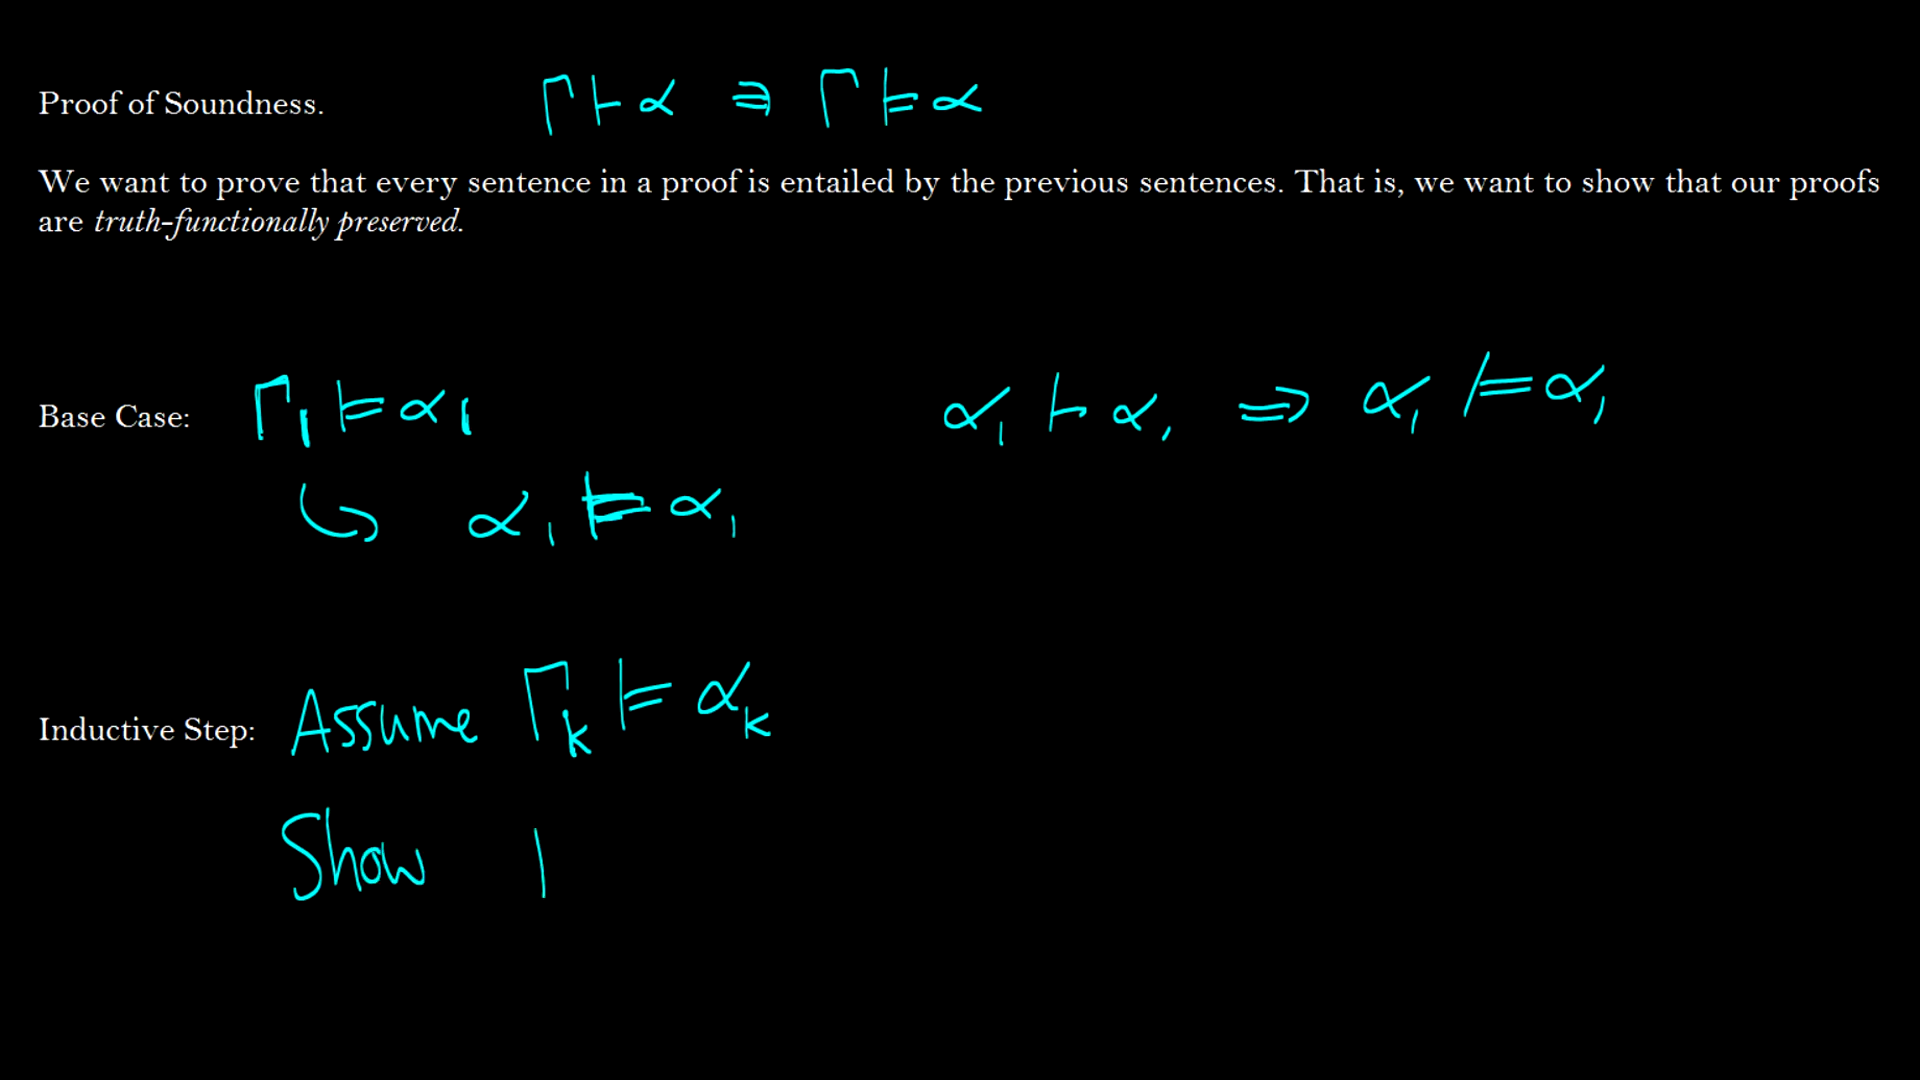 Proof of Soundness. Γ ⊢ α ⇒ Γ ⊨ α
We want to prove that every sentence in a proof is entailed by the previous sentences. That is, we want to show that our proofs
are truth-functionally preserved.
Base Case: Γ₁ ⊨ α₁ α₁ ⊢ α₁ ⇒ α₁ ⊨ α₁
↪ α₁ ⊨ α₁
Inductive Step: Assume Γₖ ⊨ αₖ
Show